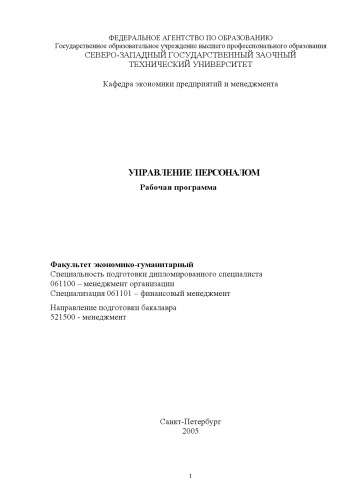 ФЕДЕРАЛЬНОЕ АГЕНТСТВО ПО ОБРАЗОВАНИЮ
Государственное образовательное учреждение высшего профессионального образования
СЕВЕРО-ЗАПАДНЫЙ ГОСУДАРСТВЕННЫЙ ЗАОЧНЫЙ
ТЕХНИЧЕСКИЙ УНИВЕРСИТЕТ
Кафедра экономики предприятий и менеджмента
УПРАВЛЕНИЕ ПЕРСОНАЛОМ
Рабочая программа
Факультет экономико-гуманитарный
Специальность подготовки дипломированного специалиста
061100 – менеджмент организации
Специализация 061101 – финансовый менеджмент
Направление подготовки бакалавра
521500 - менеджмент
Санкт-Петербург
2005
1